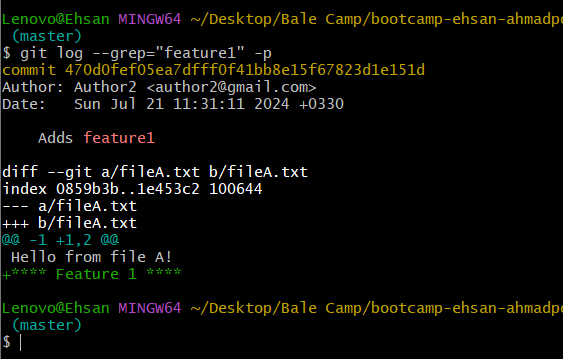 Lenovo@Ehsan MINGW64 ~/Desktop/Bale Camp/bootcamp-ehsan-ahmadpo
(master)
$ git log --grep="feature1" -p
commit 470d0fef05ea7dfff0f41bb8e15f67823d1e151d
Author: Author2 <author2@gmail.com>
Date:   Sun Jul 21 11:31:11 2024 +0330
    Adds feature1
diff --git a/fileA.txt b/fileA.txt
index 0859b3b..1e453c2 100644
--- a/fileA.txt
+++ b/fileA.txt
@@ -1 +1,2 @@
 Hello from file A!
+**** Feature 1 ****
Lenovo@Ehsan MINGW64 ~/Desktop/Bale Camp/bootcamp-ehsan-ahmadpo
(master)
$